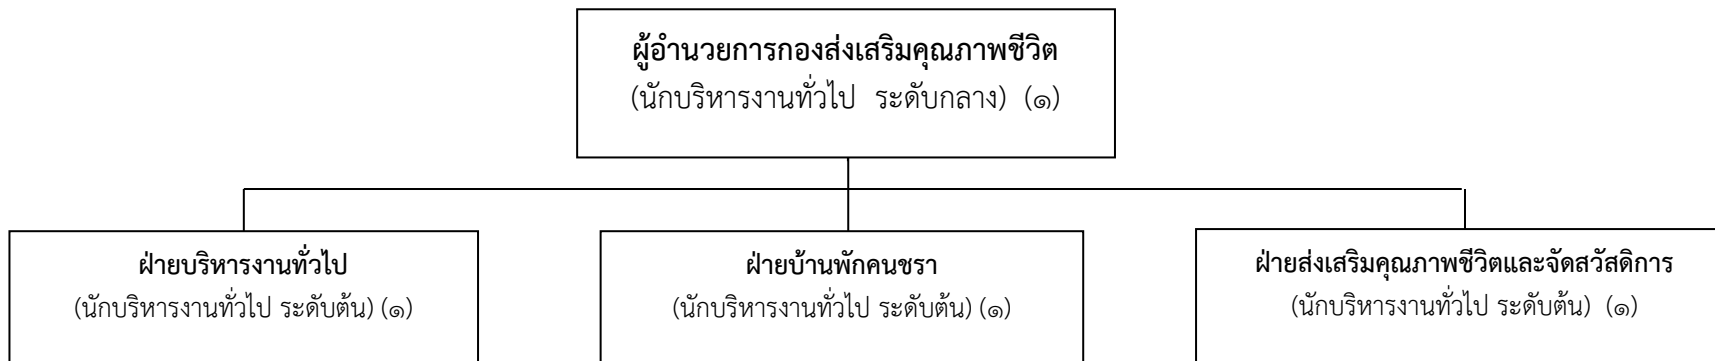 ผู้อำนวยการกองส่งเสริมคุณภาพชีวิต
(นักบริหารงานทั่วไป ระดับกลาง) (๑)
ฝ่ายบริหารงานทั่วไป
(นักบริหารงานทั่วไป ระดับต้น) (๑)
ฝ่ายบ้านพักคนชรา
(นักบริหารงานทั่วไป ระดับต้น) (๑)
ฝ่ายส่งเสริมคุณภาพชีวิตและจัดสวัสดิการ
(นักบริหารงานทั่วไป ระดับต้น) (๑)